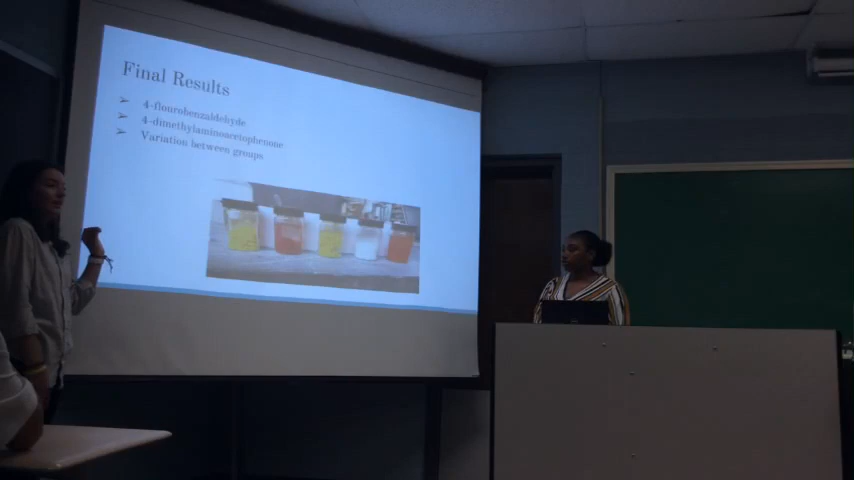 Final Results
➢ 4-flourobenzaldehyde
➢ 4-dimethylaminoacetophenone
➢ Variation between groups